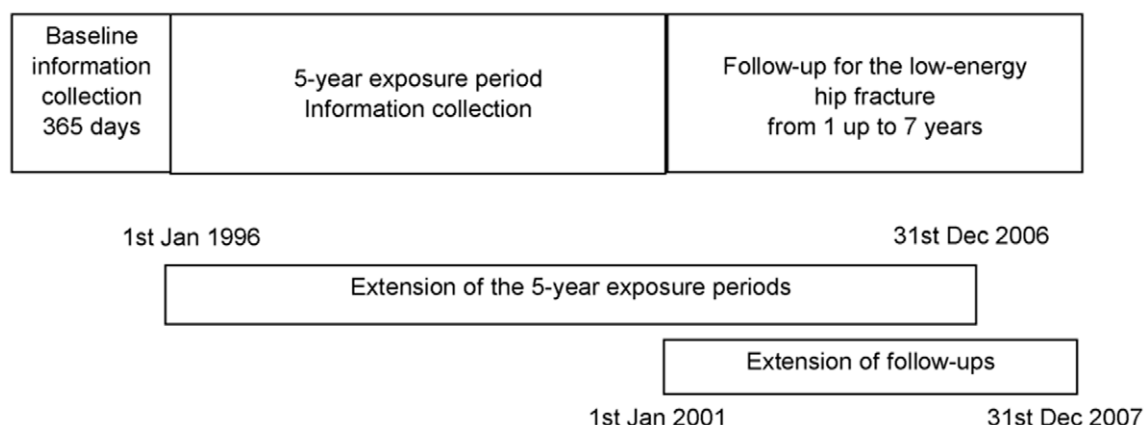 Baseline
information
collection
365 days
5-year exposure period
Information collection
Follow-up for the low-energy
hip fracture
from 1 up to 7 years
1st Jan 1996
31st Dec 2006
Extension of the 5-year exposure periods
Extension of follow-ups
1st Jan 2001
31st Dec 2007